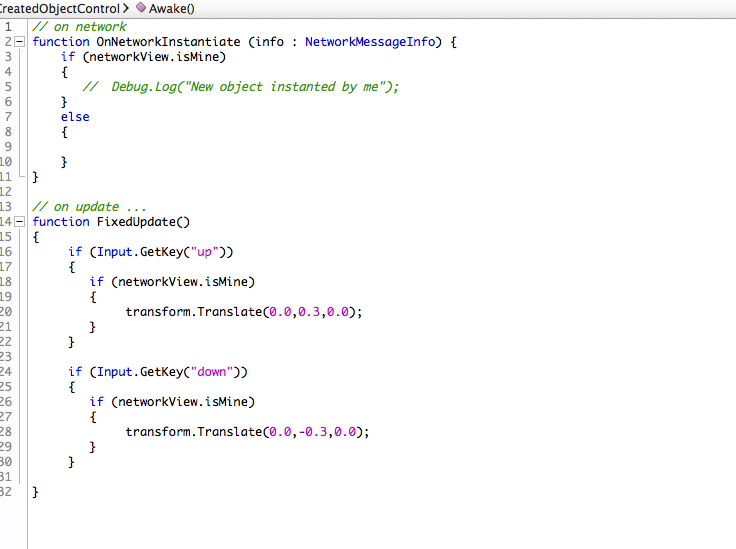 CreatedObjectControl › Awake()
1 // on network
2 function OnNetworkInstantiate (info : NetworkMessageInfo) {
3 if (networkView.isMine)
4 {
5 // Debug.Log("New object instanted by me");
6 }
7 else
8 {
9
10 }
11 }
12
13 // on update ...
14 function FixedUpdate()
15 {
16 if (Input.GetKey("up"))
17 {
18 if (networkView.isMine)
19 {
20 transform.Translate(0.0,0.3,0.0);
21 }
22 }
23
24 if (Input.GetKey("down"))
25 {
26 if (networkView.isMine)
27 {
28 transform.Translate(0.0,-0.3,0.0);
29 }
30 }
31
32 }